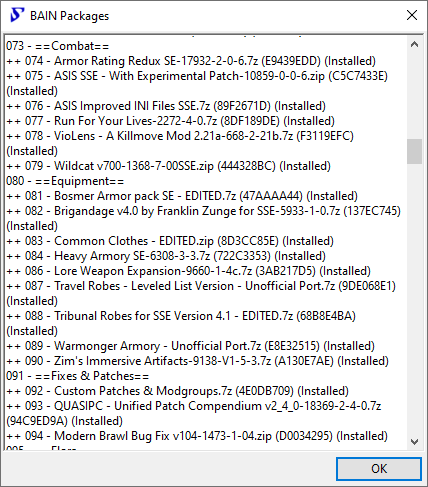 BAIN Packages
073 - ==Combat==
++ 074 - Armor Rating Redux SE-17932-2-0-6.7z (E9439EDD) (Installed)
++ 075 - ASIS SSE - With Experimental Patch-10859-0-0-6.zip (C5C7433E)
(Installed)
++ 076 - ASIS Improved INI Files SSE.7z (89F2671D) (Installed)
++ 077 - Run For Your Lives-2272-4-0.7z (8DF189DE) (Installed)
++ 078 - VioLens - A Killmove Mod 2.21a-668-2-21b.7z (F3119EFC)
(Installed)
++ 079 - Wildcat v700-1368-7-00SSE.zip (444328BC) (Installed)
080 - ==Equipment==
++ 081 - Bosmer Armor pack SE - EDITED.7z (47AAAA44) (Installed)
++ 082 - Brigandage v4.0 by Franklin Zunge for SSE-5933-1-0.7z (137EC745)
(Installed)
++ 083 - Common Clothes - EDITED.zip (8D3CC85E) (Installed)
++ 084 - Heavy Armory SE-6308-3-3.7z (722C3353) (Installed)
++ 086 - Lore Weapon Expansion-9660-1-4c.7z (3AB217D5) (Installed)
++ 087 - Travel Robes - Leveled List Version - Unofficial Port.7z (9DE068E1)
(Installed)
++ 088 - Tribunal Robes for SSE Version 4.1 - EDITED.7z (68B8E4BA)
(Installed)
++ 089 - Warmonger Armory - Unofficial Port.7z (E8E32515) (Installed)
++ 090 - Zim's Immersive Artifacts-9138-V1-5-3.7z (A130E7AE) (Installed)
091 - ==Fixes & Patches==
++ 092 - Custom Patches & Modgroups.7z (4E0DB709) (Installed)
++ 093 - QUASIPC - Unified Patch Compendium v2_4_0-18369-2-4-0.7z
(94C9ED9A) (Installed)
++ 094 - Modern Brawl Bug Fix v104-1473-1-04.zip (D0034295) (Installed)
OK